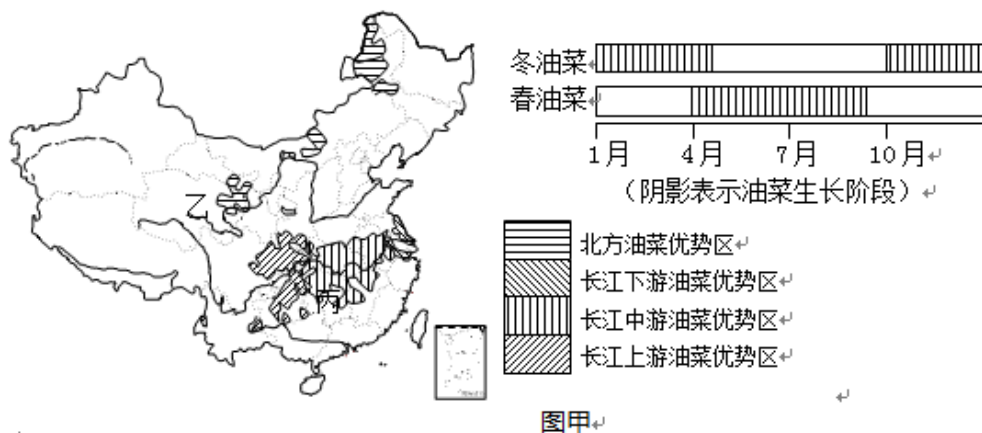 冬油菜
春油菜
1月 4月 7月 10月
（阴影表示油菜生长阶段）
北方油菜优势区
长江下游油菜优势区
长江中游油菜优势区
长江上游油菜优势区
乙
丙
图甲